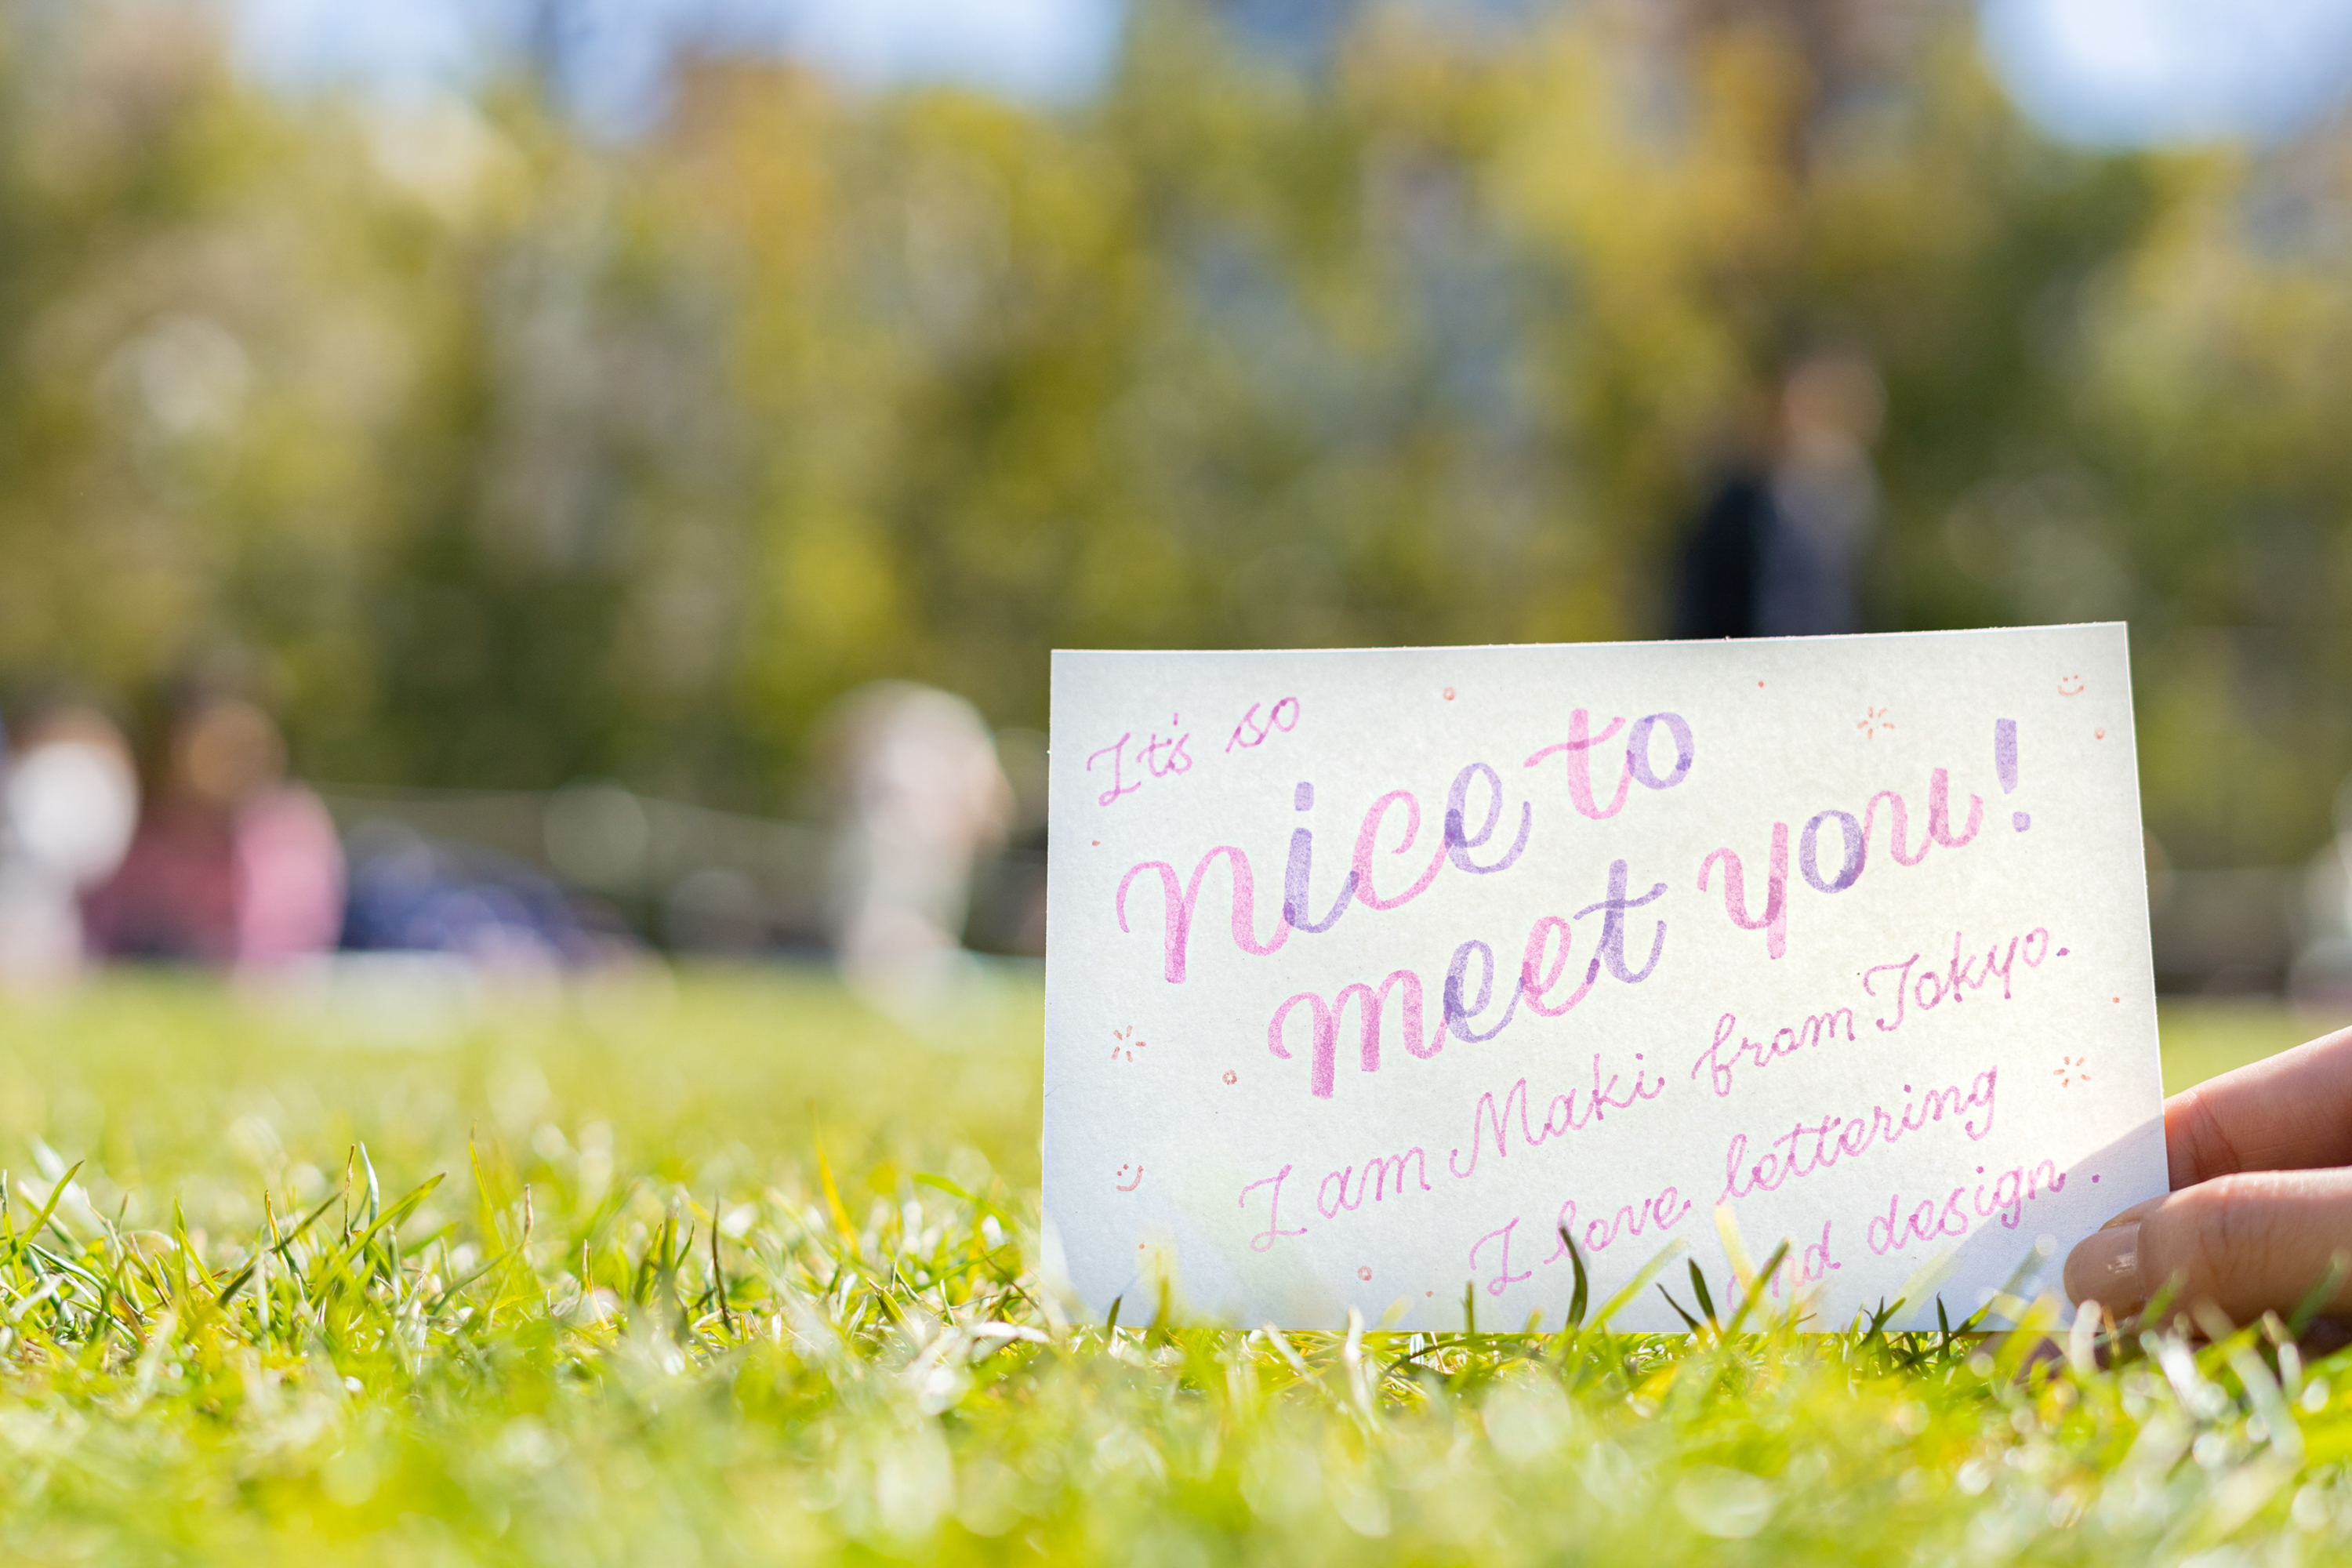 It's so
nice to
meet you!
I am Maki from Tokyo.
I love lettering
and design.